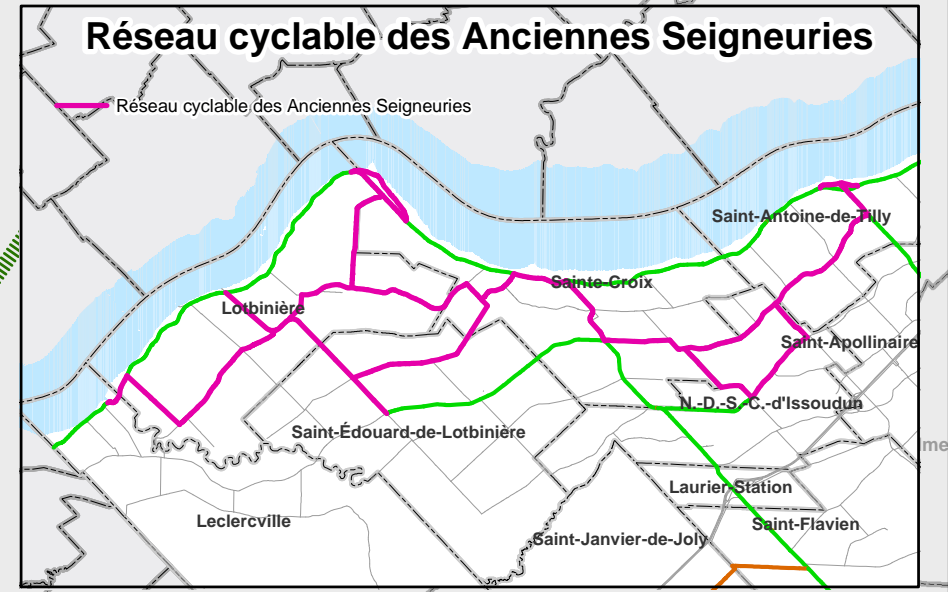 Réseau cyclable des Anciennes Seigneuries
Réseau cyclable des Anciennes Seigneuries
Saint-Antoine-de-Tilly
Sainte-Croix
Lotbinière
Saint-Apollinaire
N.-D.-S.-C.-d'Issoudun
Saint-Édouard-de-Lotbinière
me
Laurier-Station
Leclercville
Saint-Flavien
Saint-Janvier-de-Joly